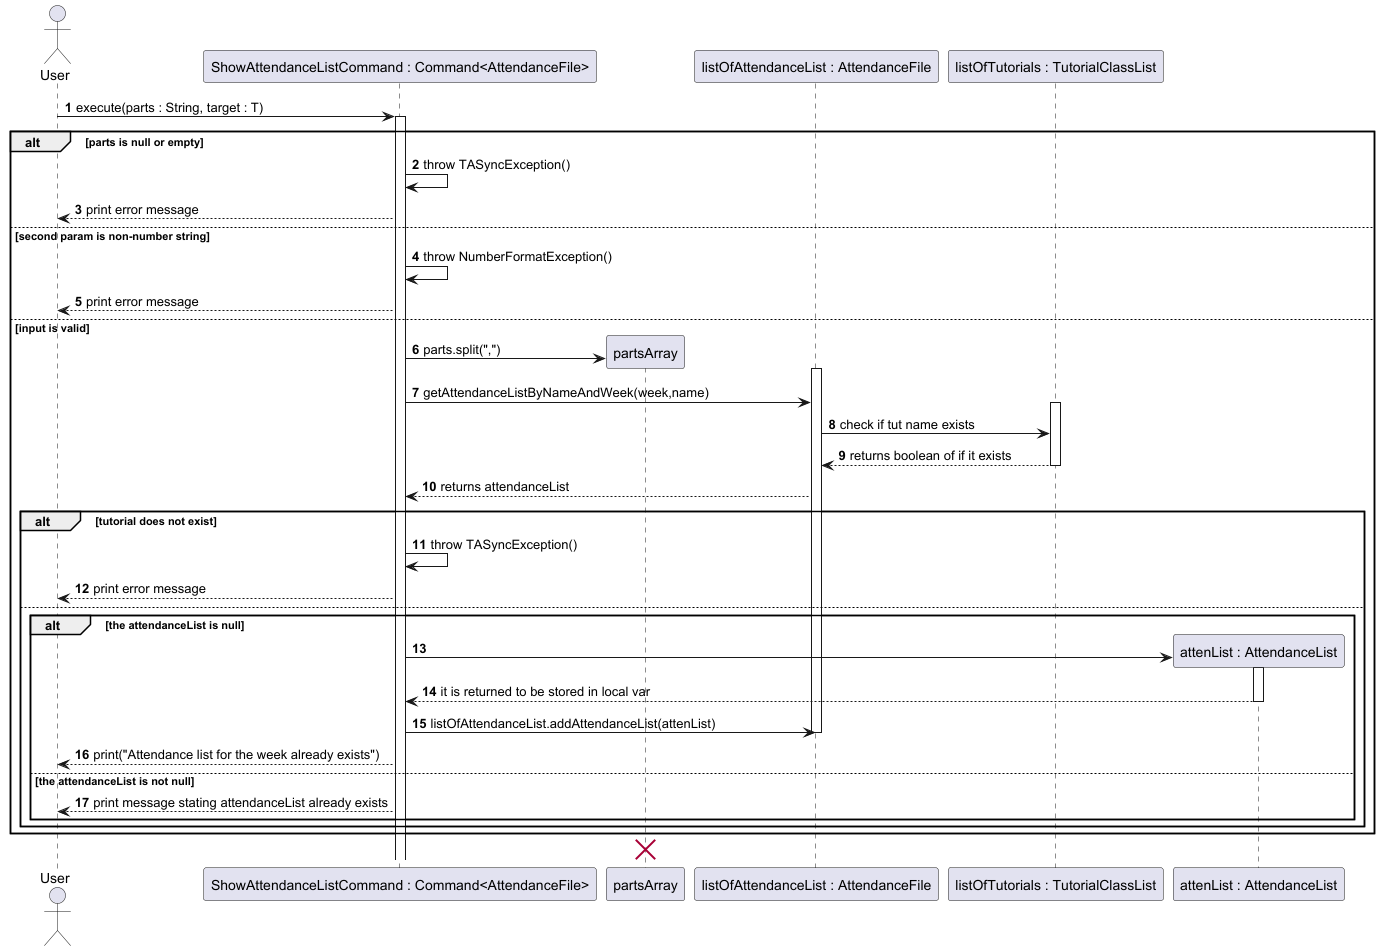 User
ShowAttendanceListCommand : Command<AttendanceFile>
listOfAttendanceList : AttendanceFile
listOfTutorials : TutorialClassList
1 execute(parts : String, target : T)
alt [parts is null or empty]
2 throw TASyncException()
3 print error message
[second param is non-number string]
4 throw NumberFormatException()
5 print error message
[input is valid]
6 parts.split(",")
partsArray
7 getAttendanceListByNameAndWeek(week,name)
8 check if tut name exists
9 returns boolean of if it exists
10 returns attendanceList
alt [tutorial does not exist]
11 throw TASyncException()
12 print error message
alt [the attendanceList is null]
13
attenList : AttendanceList
14 it is returned to be stored in local var
15 listOfAttendanceList.addAttendanceList(attenList)
16 print("Attendance list for the week already exists")
[the attendanceList is not null]
17 print message stating attendanceList already exists
User
ShowAttendanceListCommand : Command<AttendanceFile>
partsArray
listOfAttendanceList : AttendanceFile
listOfTutorials : TutorialClassList
attenList : AttendanceList